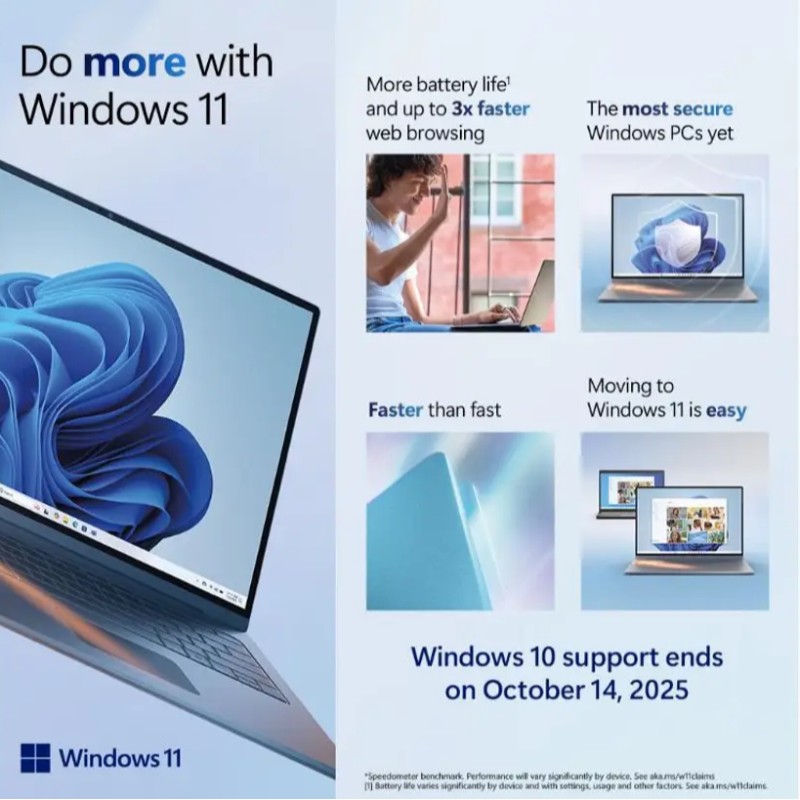 Do more with
Windows 11
More battery life¹
and up to 3x faster
web browsing
The most secure
Windows PCs yet
Faster than fast
Moving to
Windows 11 is easy
Windows 10 support ends
on October 14, 2025
Windows 11
*Speedometer benchmark. Performance will vary significantly by device. See aka.ms/w11claims
[1] Battery life varies significantly by device and with settings, usage and other factors. See aka.ms/w11claims.